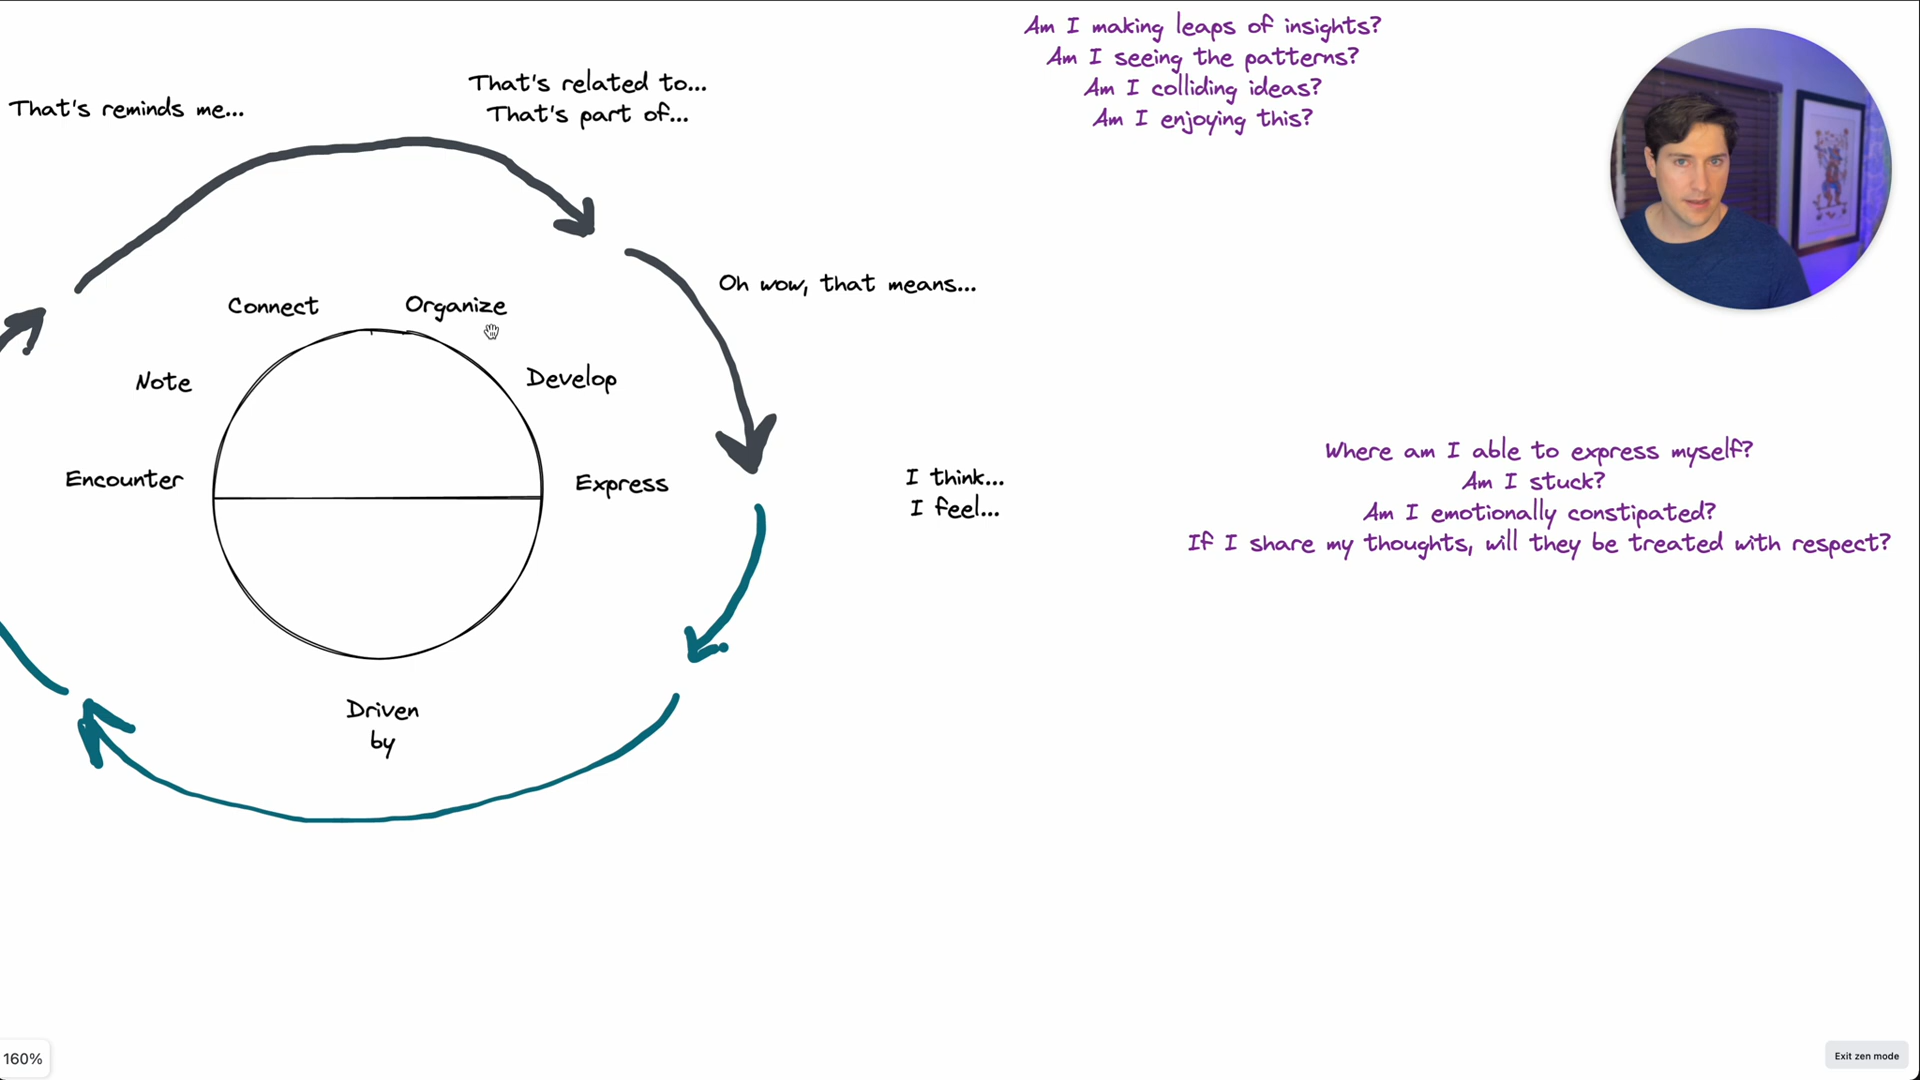 Am I making leaps of insights?
Am I seeing the patterns?
Am I colliding ideas?
Am I enjoying this?
That's reminds me...
That's related to...
That's part of...
Oh wow, that means...
Connect
Organize
Note
Develop
Encounter
Express
I think...
I feel...
Where am I able to express myself?
Am I stuck?
Am I emotionally constipated?
If I share my thoughts, will they be treated with respect?
Driven
by
160%
Exit zen mode